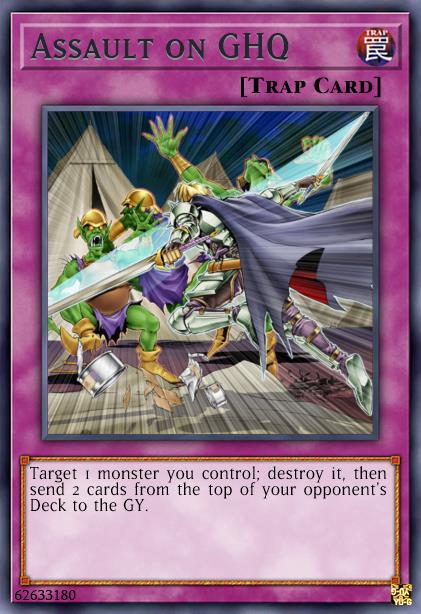 Assault on GHQ
TRAP
罠
[Trap Card]
Target 1 monster you control; destroy it, then
send 2 cards from the top of your opponent's
Deck to the GY.
62633180